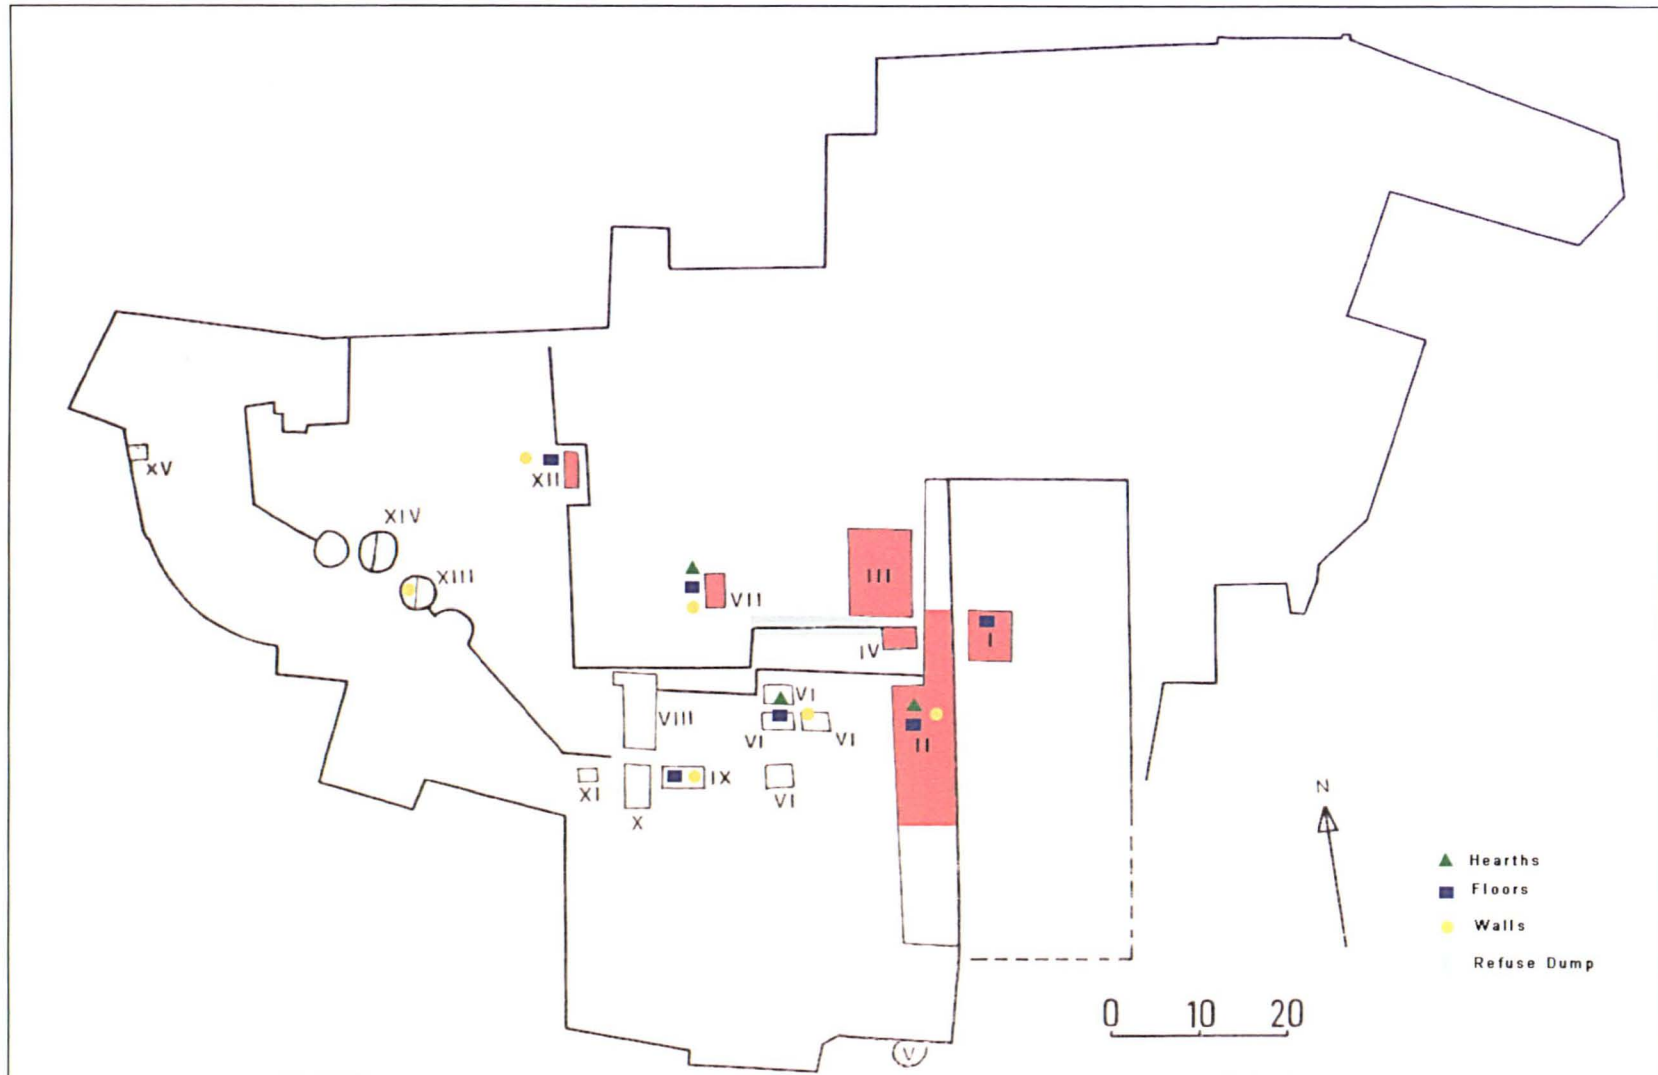 XV
XII
XIV
XIII
VII
III
I
IV
VI
VIII
VI
VI
II
XI
IX
VI
X
N
Hearths
Floors
Walls
Refuse Dump
0 10 20
V